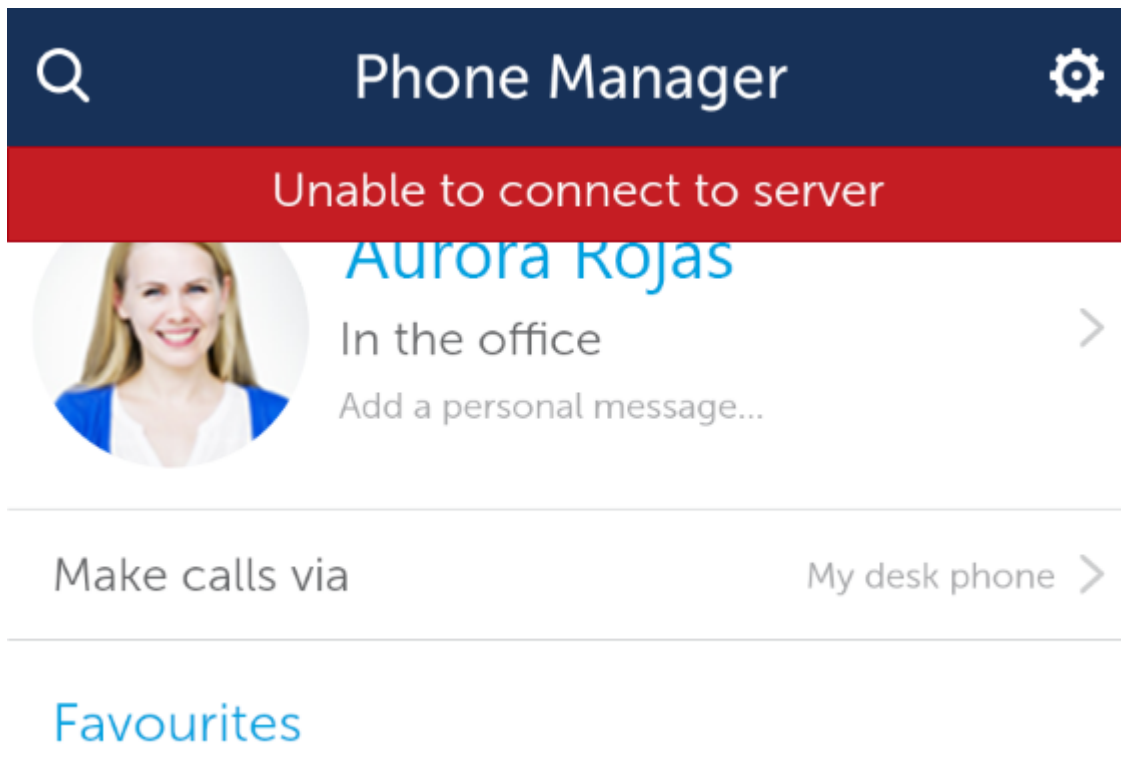 Phone Manager
Unable to connect to server
Aurora Rojas
In the office
Add a personal message...
Make calls via
My desk phone
Favourites